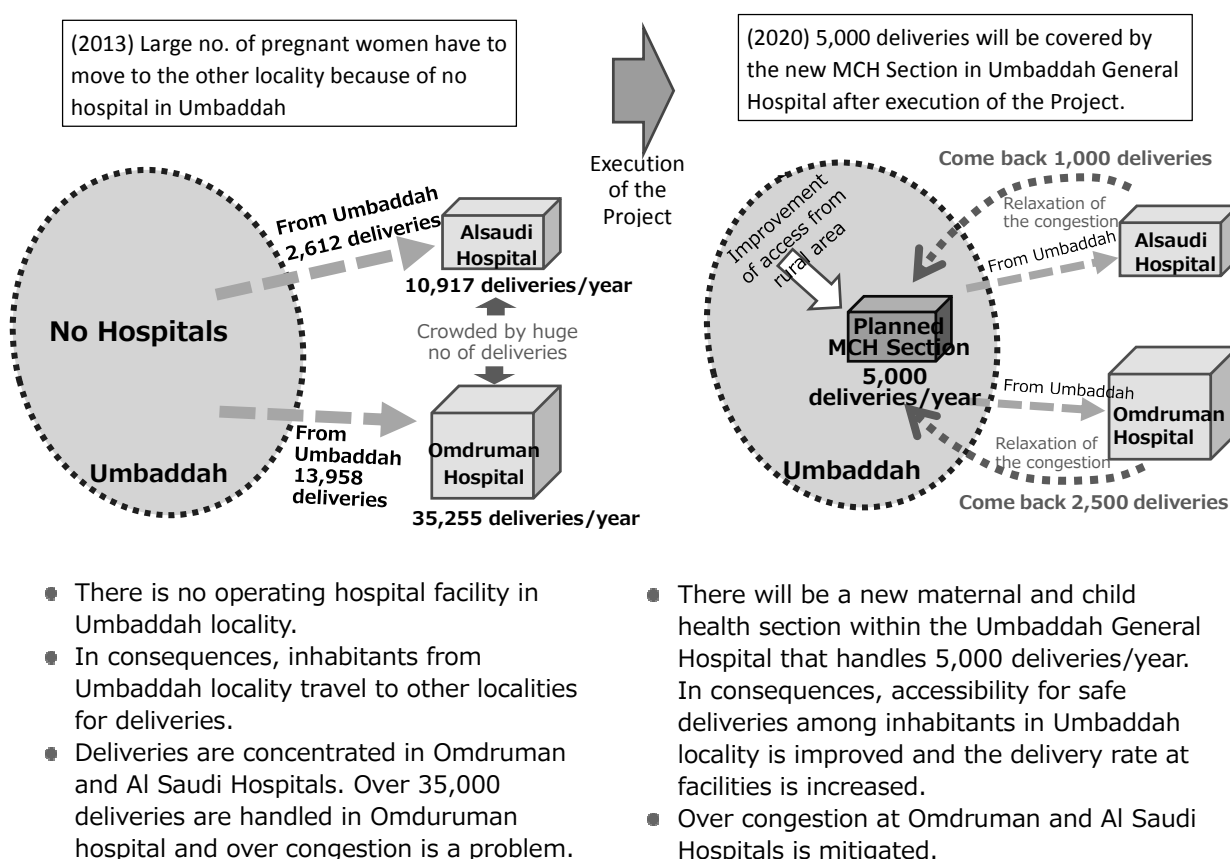 (2013) Large no. of pregnant women have to
move to the other locality because of no
hospital in Umbaddah
Execution
of the
Project
(2020) 5,000 deliveries will be covered by
the new MCH Section in Umbaddah General
Hospital after execution of the Project.
From Umbaddah
2,612 deliveries
Alsaudi
Hospital
10,917 deliveries/year
No Hospitals
Crowded by huge
no of deliveries
From
Umbaddah
13,958
deliveries
Omdruman
Hospital
Umbaddah
35,255 deliveries/year
Come back 1,000 deliveries
Improvement
of access from
rural area
Relaxation of
the congestion
From Umbaddah
Alsaudi
Hospital
Planned
MCH Section
5,000
deliveries/year
From Umbaddah
Omdruman
Hospital
Relaxation of
the congestion
Umbaddah
Come back 2,500 deliveries
There is no operating hospital facility in
Umbaddah locality.
In consequences, inhabitants from
Umbaddah locality travel to other localities
for deliveries.
Deliveries are concentrated in Omdruman
and Al Saudi Hospitals. Over 35,000
deliveries are handled in Omduruman
hospital and over congestion is a problem.
There will be a new maternal and child
health section within the Umbaddah General
Hospital that handles 5,000 deliveries/year.
In consequences, accessibility for safe
deliveries among inhabitants in Umbaddah
locality is improved and the delivery rate at
facilities is increased.
Over congestion at Omdruman and Al Saudi
Hospitals is mitigated.